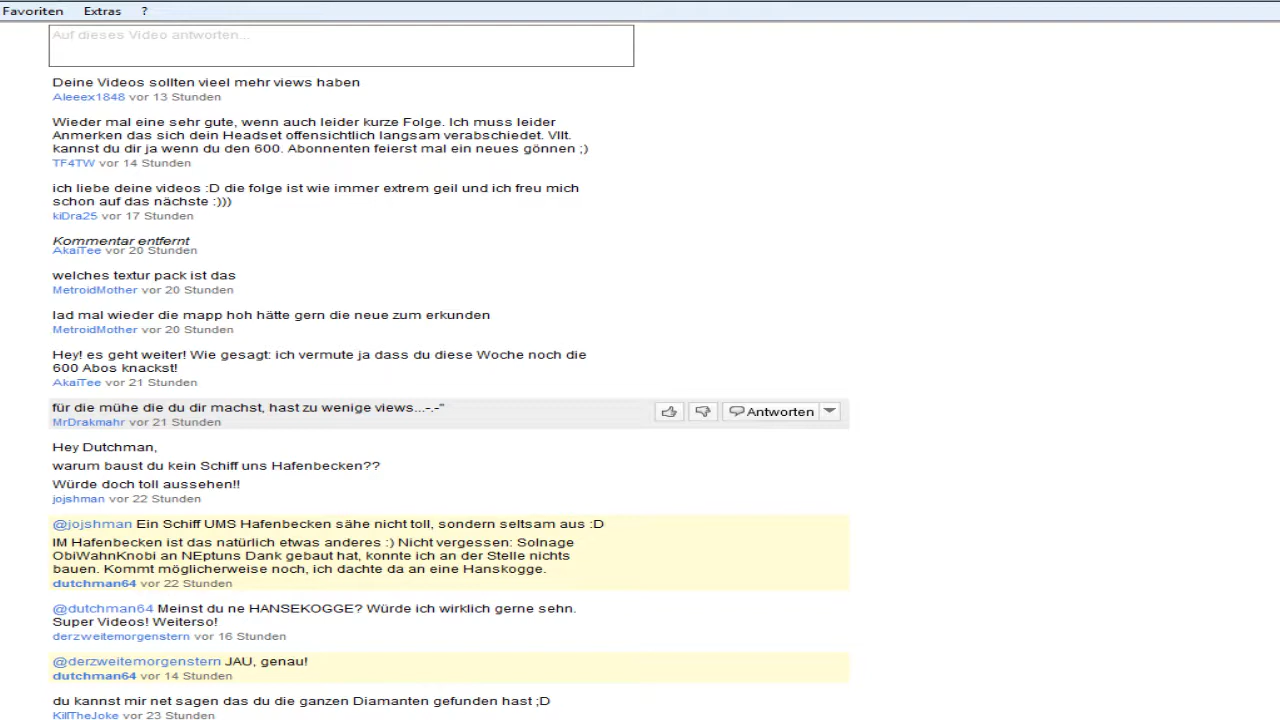 Favoriten Extras ?
Auf dieses Video antworten...
Deine Videos sollten vieel mehr views haben
Aleeex1848 vor 13 Stunden
Wieder mal eine sehr gute, wenn auch leider kurze Folge. Ich muss leider
Anmerken das sich dein Headset offensichtlich langsam verabschiedet. Vllt.
kannst du dir ja wenn du den 600. Abonnenten feierst mal ein neues gönnen ;)
TF4TW vor 14 Stunden
ich liebe deine videos :D die folge ist wie immer extrem geil und ich freu mich
schon auf das nächste :)))
kiDra25 vor 17 Stunden
Kommentar entfernt
AkaiTee vor 20 Stunden
welches textur pack ist das
MetroidMother vor 20 Stunden
lad mal wieder die mapp hoh hätte gern die neue zum erkunden
MetroidMother vor 20 Stunden
Hey! es geht weiter! Wie gesagt: ich vermute ja dass du diese Woche noch die
600 Abos knackst!
AkaiTee vor 21 Stunden
für die mühe die du dir machst, hast zu wenige views...-.-"
Antworten
MrDrakmahr vor 21 Stunden
Hey Dutchman,
warum baust du kein Schiff uns Hafenbecken??
Würde doch toll aussehen!!
jojshman vor 22 Stunden
@jojshman Ein Schiff UMS Hafenbecken sähe nicht toll, sondern seltsam aus :D
IM Hafenbecken ist das natürlich etwas anderes :) Nicht vergessen: Solnage
ObiWahnKnobi an NEptuns Dank gebaut hat, konnte ich an der Stelle nichts
bauen. Kommt möglicherweise noch, ich dachte da an eine Hanskogge.
dutchman64 vor 22 Stunden
@dutchman64 Meinst du ne HANSEKOGGE? Würde ich wirklich gerne sehn.
Super Videos! Weiterso!
derzweitemorgenstern vor 16 Stunden
@derzweitemorgenstern JAU, genau!
dutchman64 vor 14 Stunden
du kannst mir net sagen das du die ganzen Diamanten gefunden hast ;D
KillTheJoke vor 23 Stunden